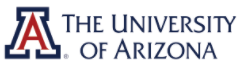 A THE UNIVERSITY
OF ARIZONA